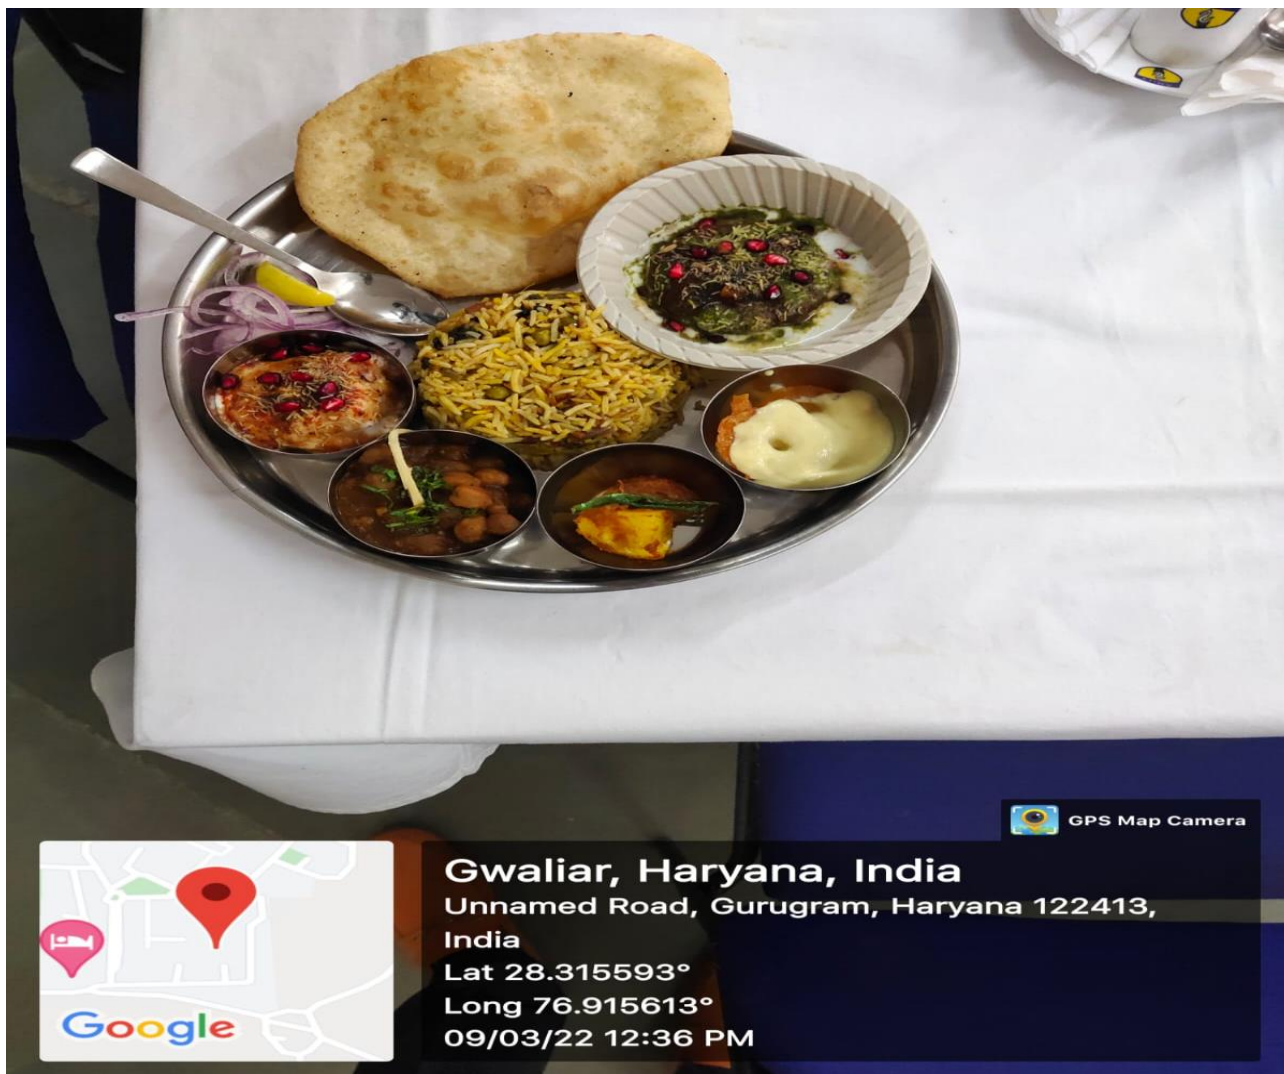 GPS Map Camera
Gwaliar, Haryana, India
Unnamed Road, Gurugram, Haryana 122413,
India
Lat 28.315593°
Long 76.915613°
09/03/22 12:36 PM
Google